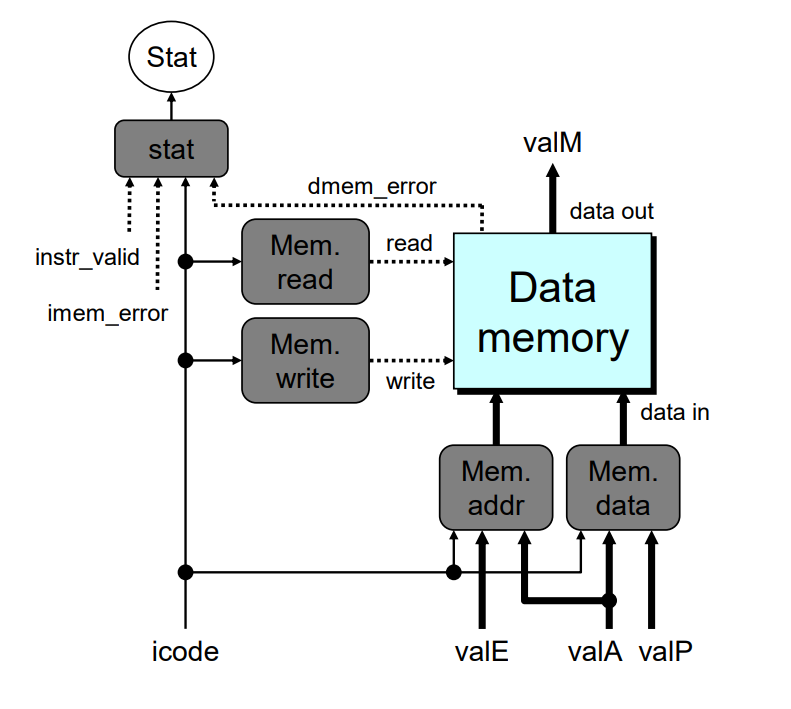 Stat
stat
valM
dmem_error
data out
instr_valid
Mem.
read
read
imem_error
Data
memory
Mem.
write
write
data in
Mem.
addr
Mem.
data
icode
valE
valA
valP